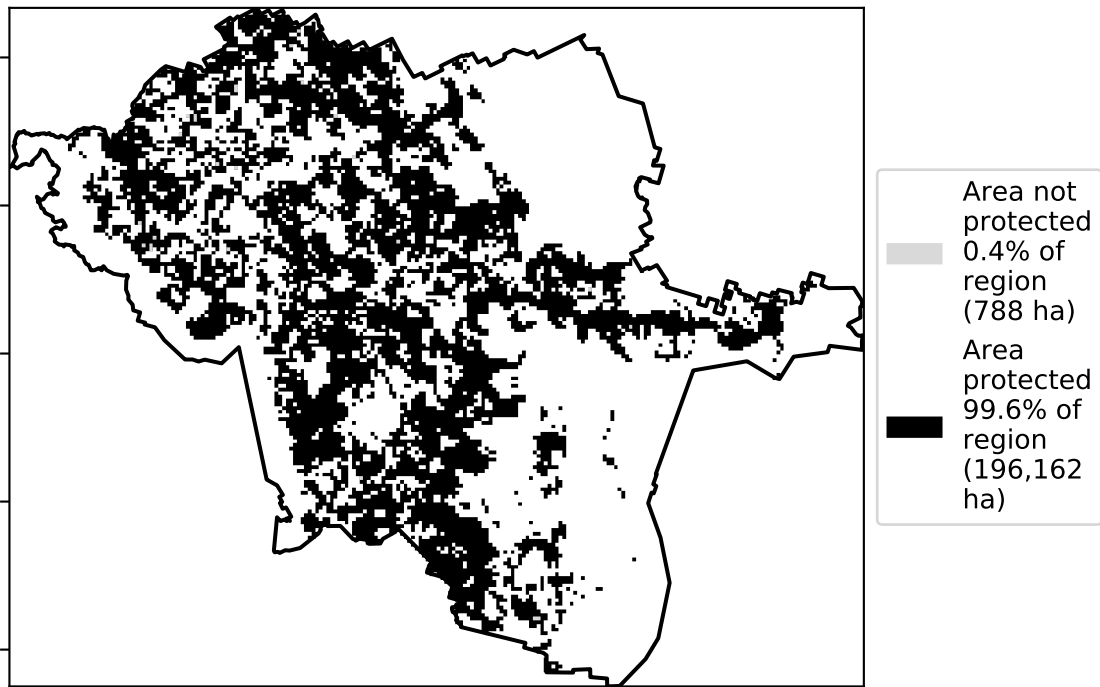 Area not
protected
0.4% of
region
(788 ha)
Area
protected
99.6% of
region
(196,162
ha)